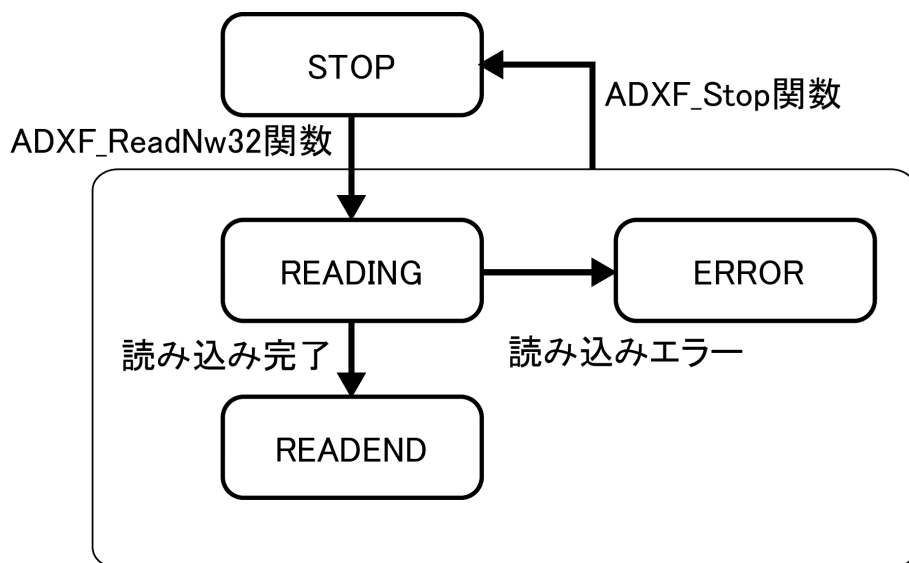 STOP
ADXF_Stop関数
ADXF_ReadNw32関数
READING
ERROR
読み込み完了
読み込みエラー
READEND